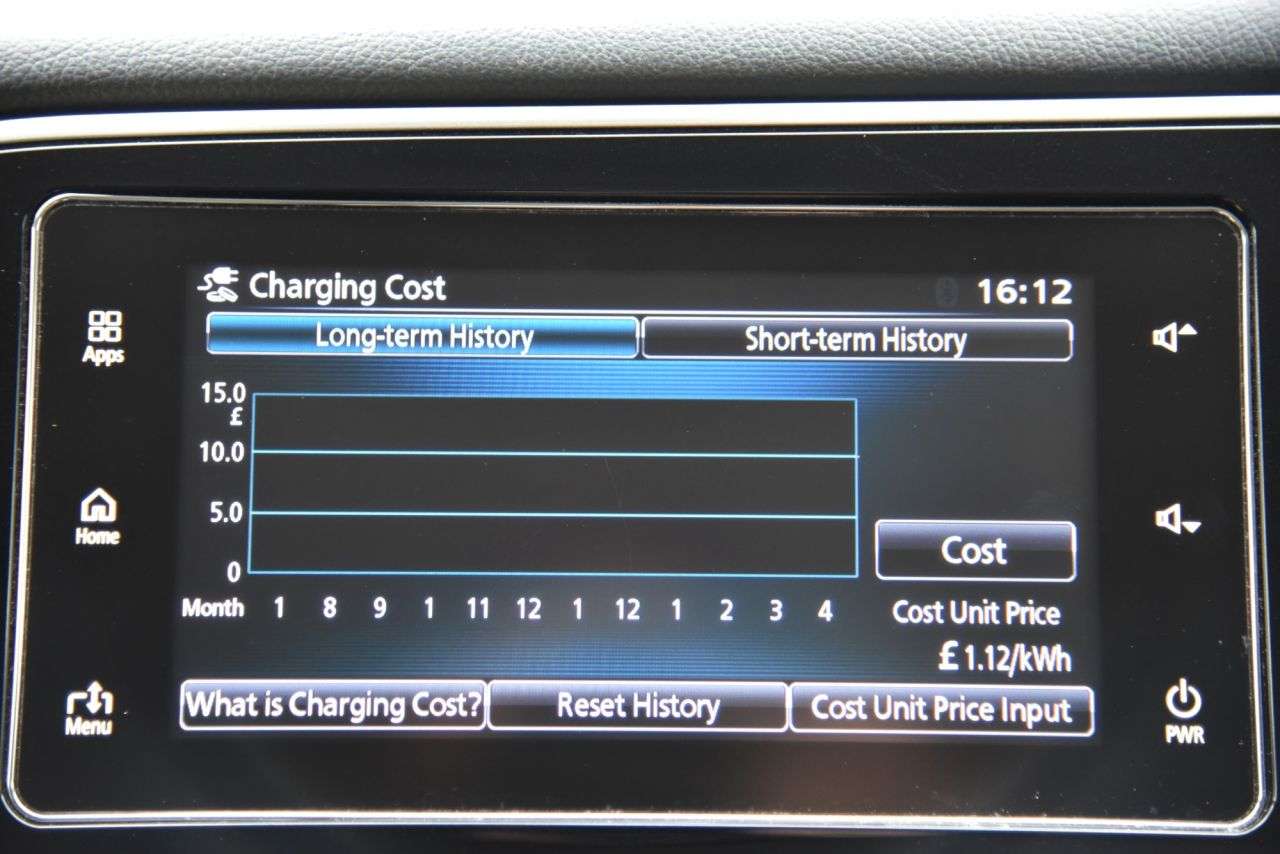 Charging Cost 16:12
Long-term History Short-term History
Apps
15.0
£
10.0
5.0
0
Cost
Home
Month 1 8 9 1 11 12 1 12 1 2 3 4
Cost Unit Price
£ 1.12/kWh
What is Charging Cost? Reset History Cost Unit Price Input
Menu
PWR